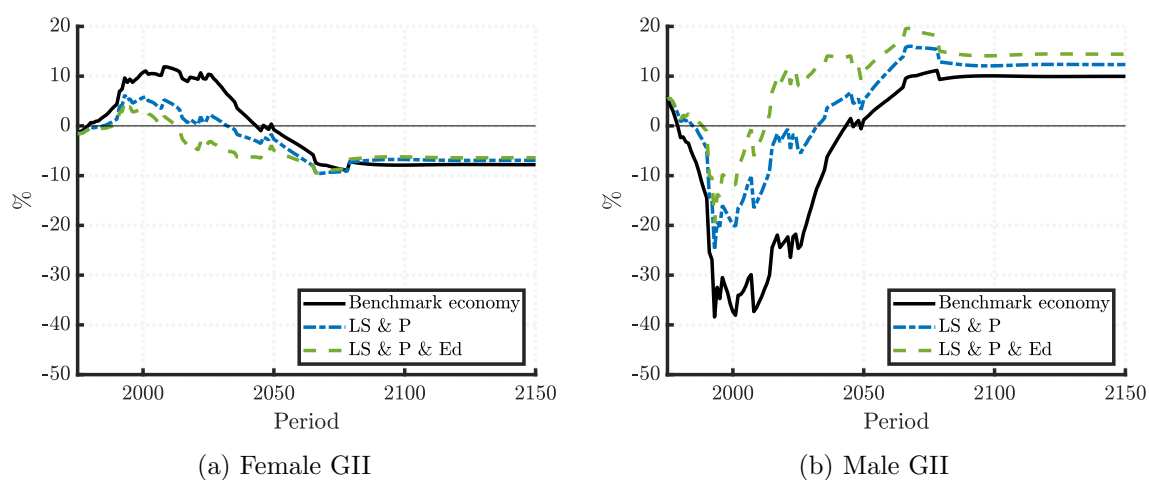 20
10
0
-10
-20
-30
-40
-50
%
2000
2050
2100
2150
Period
Benchmark economy
LS & P
LS & P & Ed
(a) Female GII
20
10
0
-10
-20
-30
-40
-50
%
2000
2050
2100
2150
Period
Benchmark economy
LS & P
LS & P & Ed
(b) Male GII